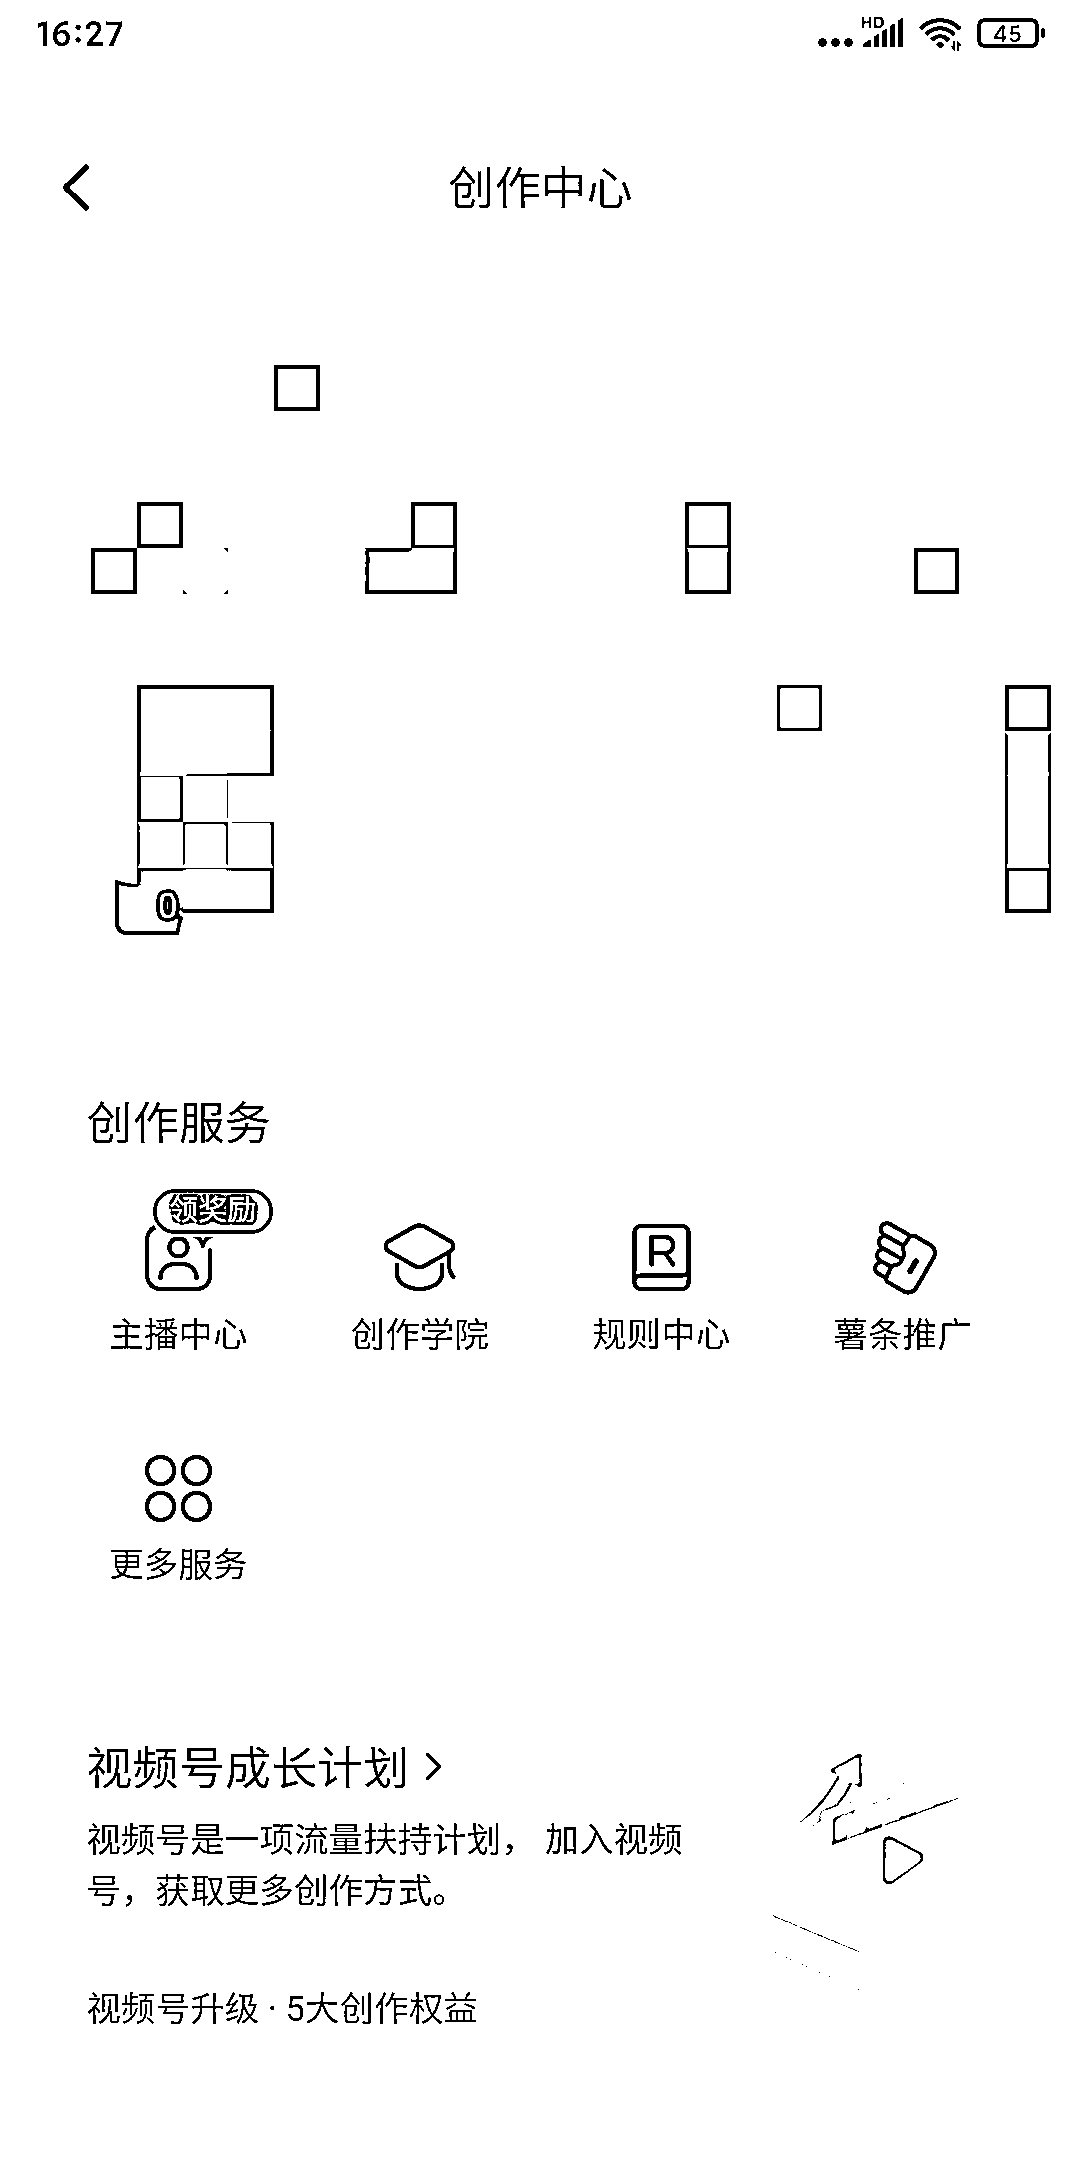 16:27
HD
45
创作中心
0
创作服务
领奖励
主播中心 创作学院 规则中心 薯条推广
更多服务
视频号成长计划
视频号是一项流量扶持计划， 加入视频
号，获取更多创作方式。
视频号升级 · 5大创作权益